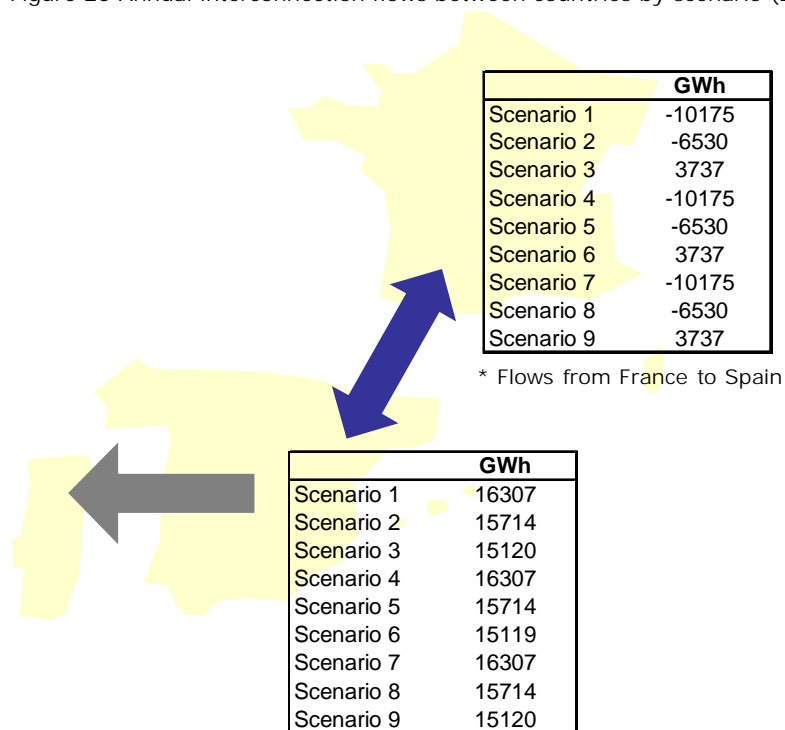 GWh
Scenario 1 -10175
Scenario 2 -6530
Scenario 3 3737
Scenario 4 -10175
Scenario 5 -6530
Scenario 6 3737
Scenario 7 -10175
Scenario 8 -6530
Scenario 9 3737
* Flows from France to Spain
GWh
Scenario 1 16307
Scenario 2 15714
Scenario 3 15120
Scenario 4 16307
Scenario 5 15714
Scenario 6 15119
Scenario 7 16307
Scenario 8 15714
Scenario 9 15120